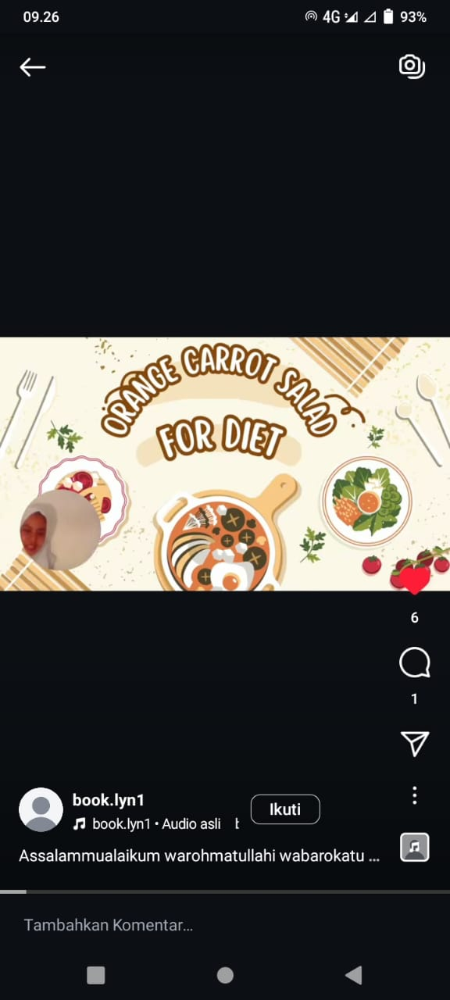 09.26 4G 93%
ORANGE CARROT SALAD
FOR DIET
6
1
book.lyn1
Ikuti
book.lyn1 • Audio asli
Assalammualaikum warohmatullahi wabarokatu ...
Tambahkan Komentar...